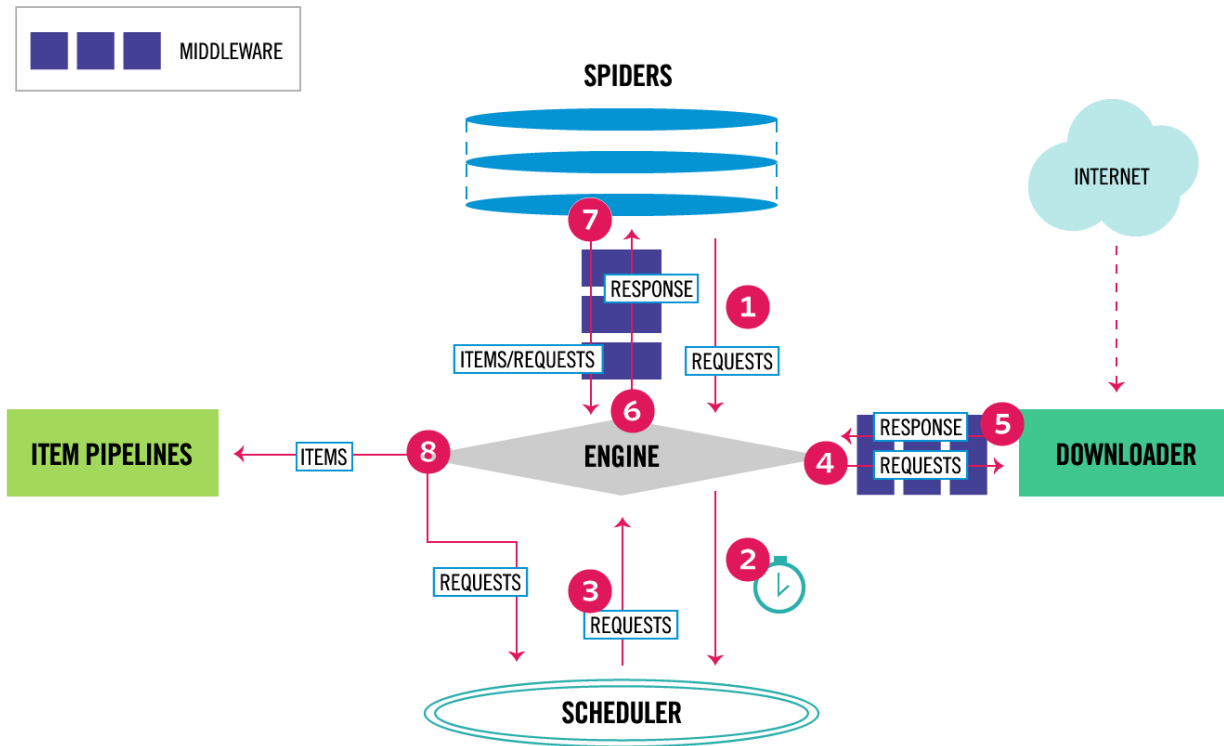 MIDDLEWARE
SPIDERS
INTERNET
7
RESPONSE
1
ITEMS/REQUESTS
REQUESTS
6
5
RESPONSE
ITEM PIPELINES
ITEMS
8
ENGINE
4
REQUESTS
DOWNLOADER
2
REQUESTS
3
REQUESTS
SCHEDULER